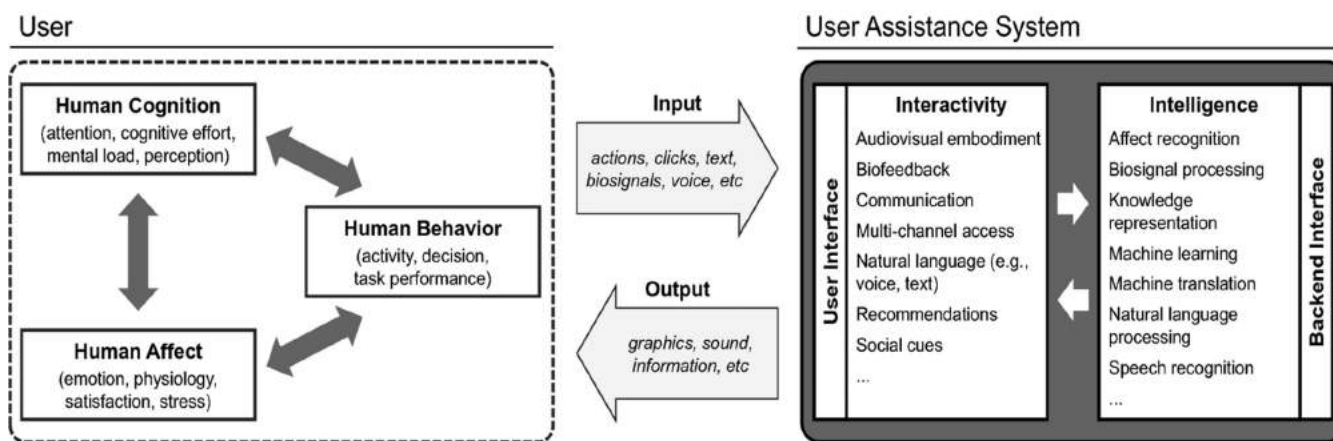 User
User Assistance System
Human Cognition
(attention, cognitive effort,
mental load, perception)
Human Behavior
(activity, decision,
task performance)
Human Affect
(emotion, physiology,
satisfaction, stress)
Input
actions, clicks, text,
biosignals, voice, etc
Output
graphics, sound,
information, etc
User Interface
Interactivity
Audiovisual embodiment
Biofeedback
Communication
Multi-channel access
Natural language (e.g.,
voice, text)
Recommendations
Social cues
...
Intelligence
Affect recognition
Biosignal processing
Knowledge
representation
Machine learning
Machine translation
Natural language
processing
Speech recognition
...
Backend Interface